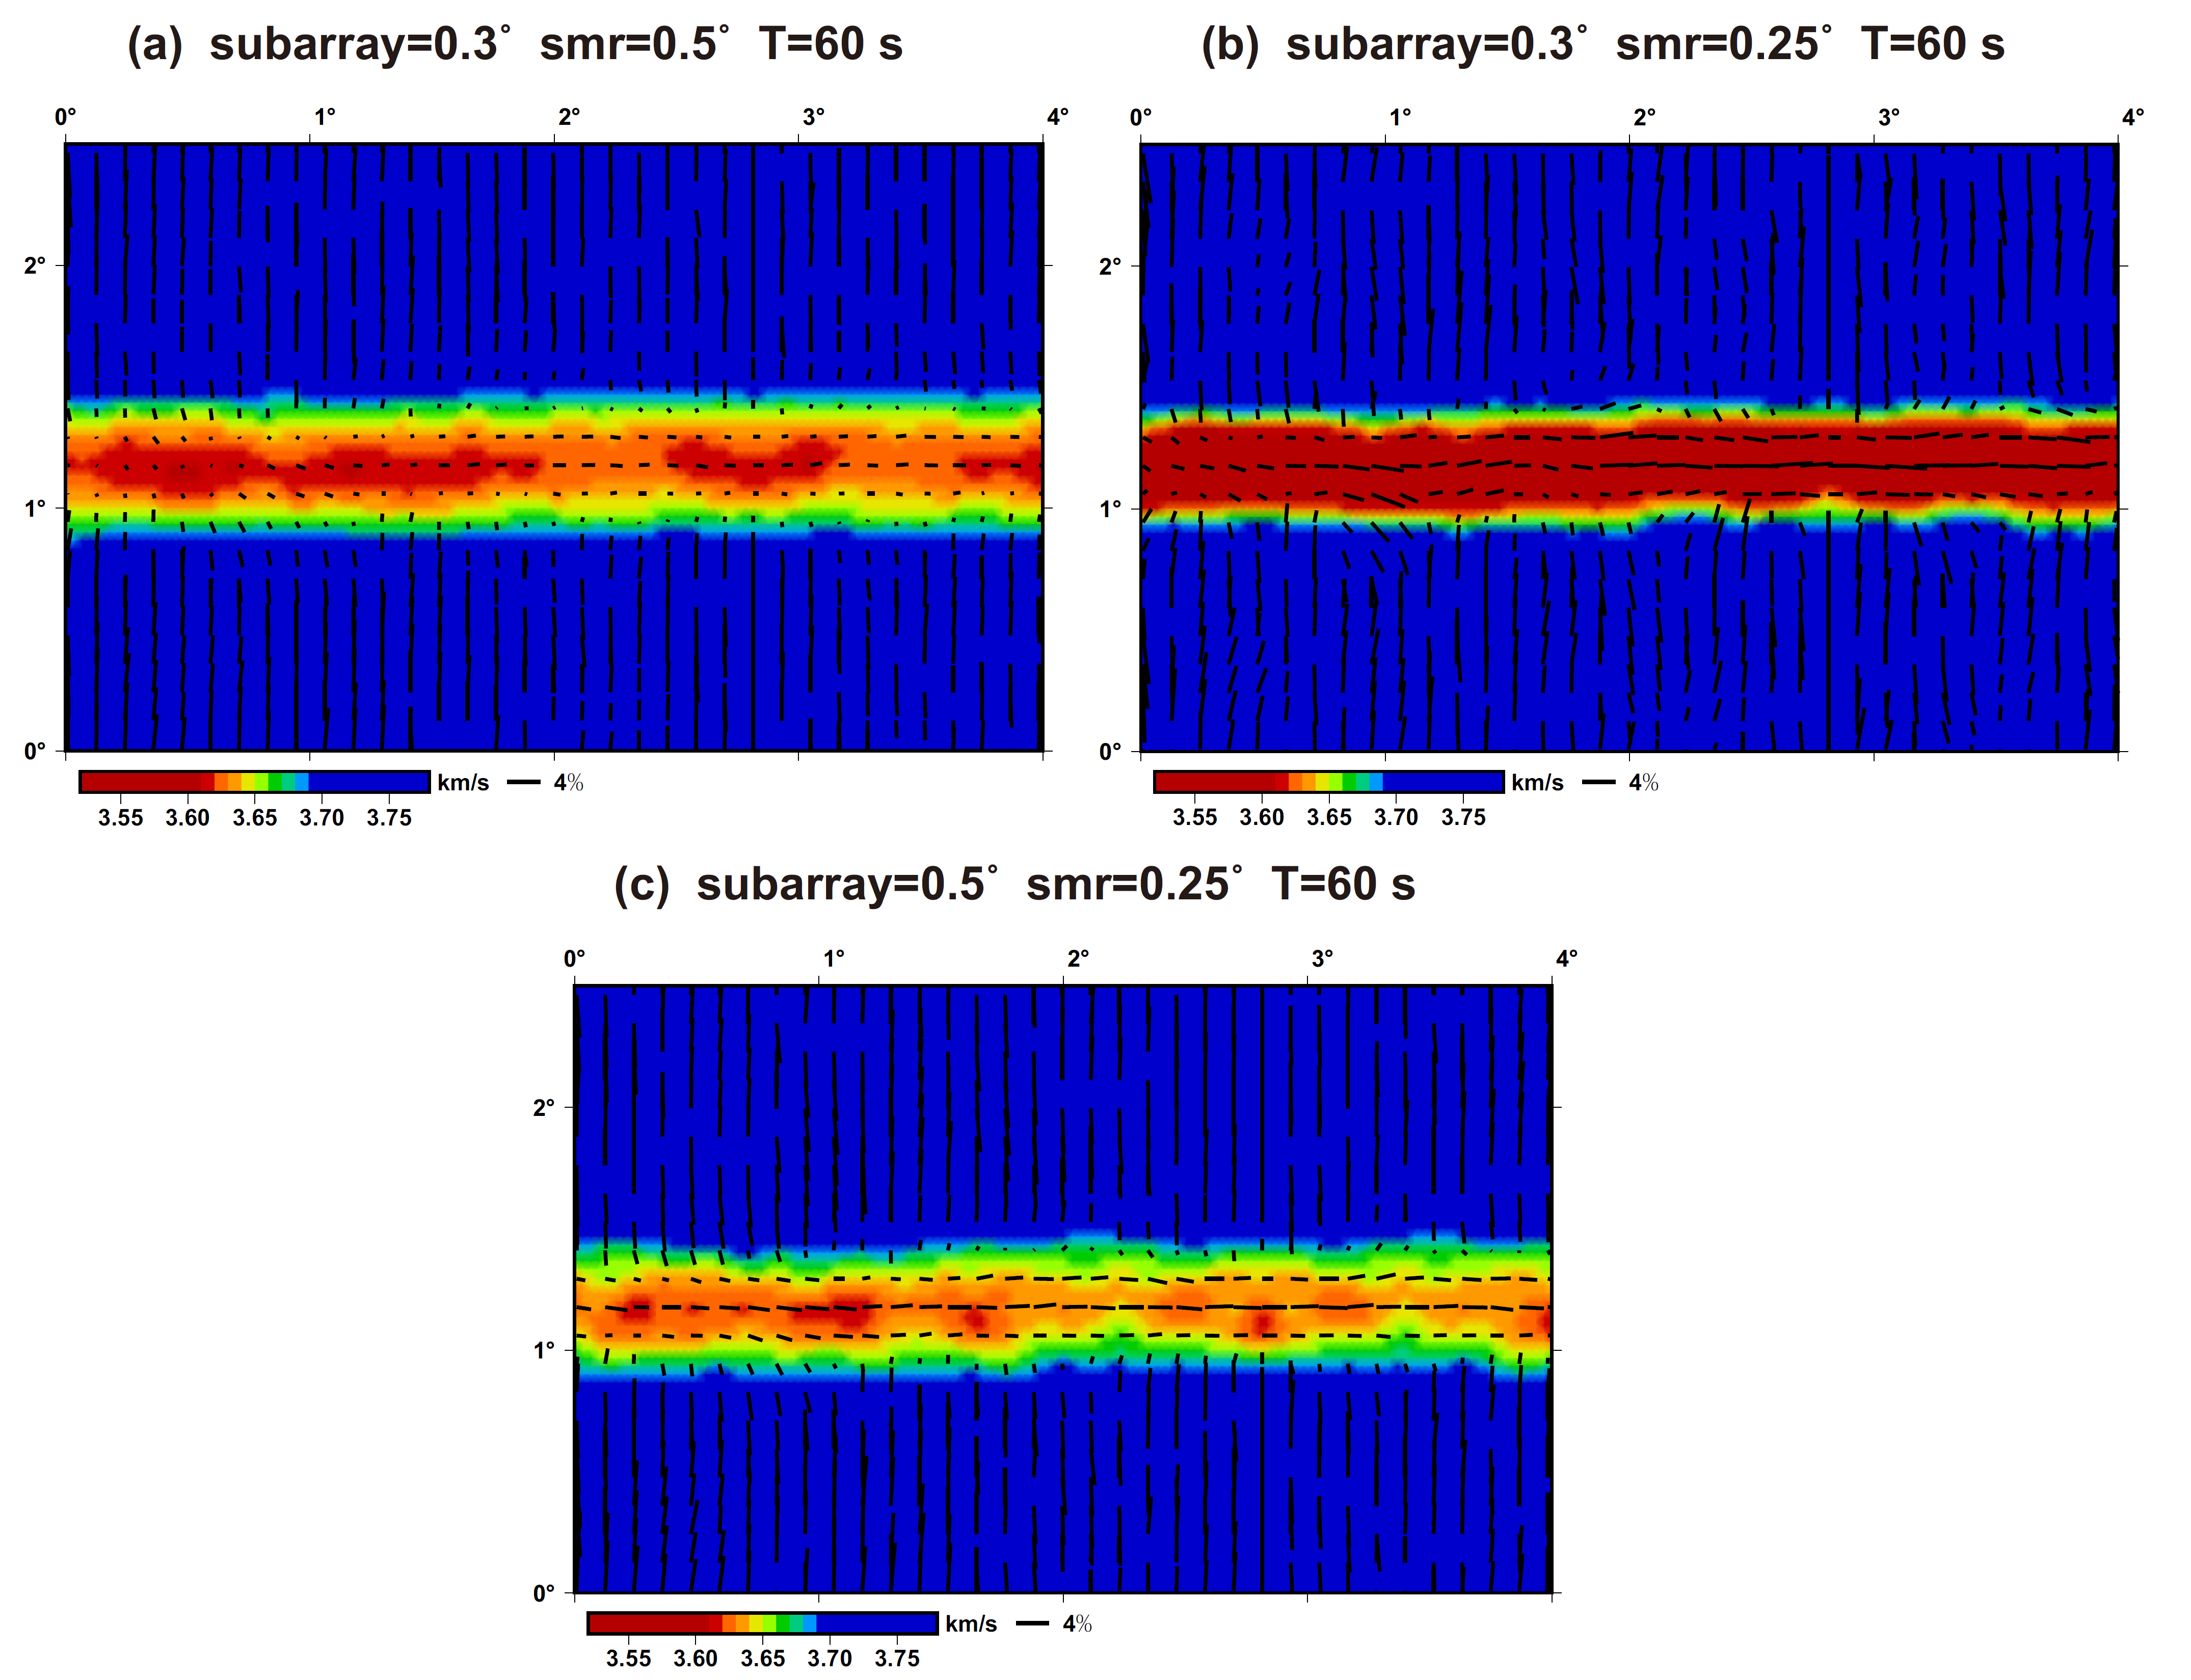 (a) subarray=0.3° smr=0.5° T=60 s
0° 1° 2° 3° 4°
2°
1°
0°
km/s 4%
3.55 3.60 3.65 3.70 3.75
(b) subarray=0.3° smr=0.25° T=60 s
0° 1° 2° 3° 4°
2°
1°
0°
km/s 4%
3.55 3.60 3.65 3.70 3.75
(c) subarray=0.5° smr=0.25° T=60 s
0° 1° 2° 3° 4°
2°
1°
0°
km/s 4%
3.55 3.60 3.65 3.70 3.75